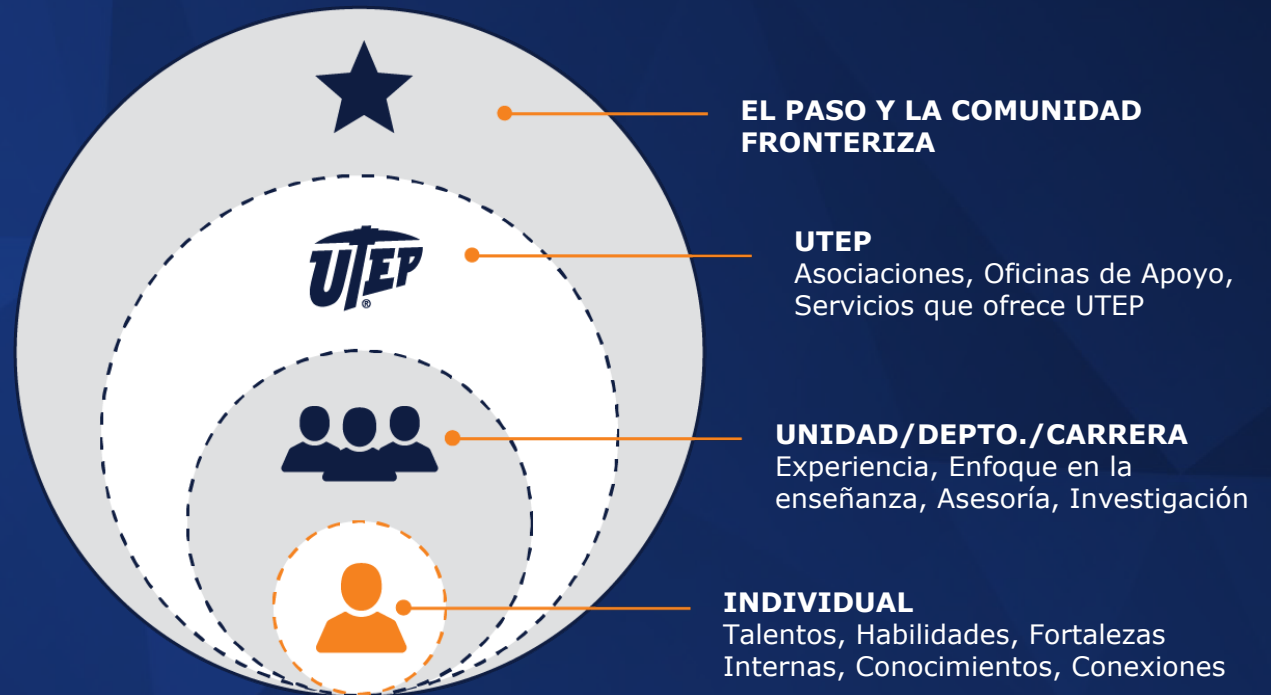 EL PASO Y LA COMUNIDAD
FRONTERIZA
UTEP
®
UTEP
Asociaciones, Oficinas de Apoyo,
Servicios que ofrece UTEP
UNIDAD/DEPTO./CARRERA
Experiencia, Enfoque en la
enseñanza, Asesoría, Investigación
INDIVIDUAL
Talentos, Habilidades, Fortalezas
Internas, Conocimientos, Conexiones